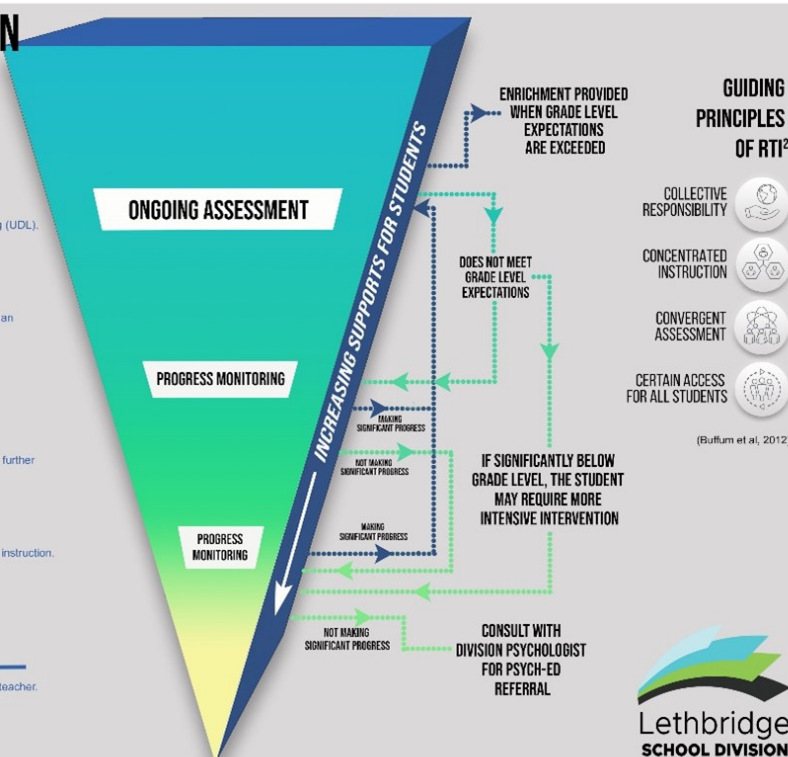 N
g (UDL).
an
further
instruction.
teacher.
ONGOING ASSESSMENT
PROGRESS MONITORING
PROGRESS
MONITORING
INCREASING SUPPORTS FOR STUDENTS
ENRICHMENT PROVIDED
WHEN GRADE LEVEL
EXPECTATIONS
ARE EXCEEDED
DOES NOT MEET
GRADE LEVEL
EXPECTATIONS
MAKING
SIGNIFICANT PROGRESS
NOT MAKING
SIGNIFICANT PROGRESS
IF SIGNIFICANTLY BELOW
GRADE LEVEL, THE STUDENT
MAY REQUIRE MORE
INTENSIVE INTERVENTION
MAKING
SIGNIFICANT PROGRESS
NOT MAKING
SIGNIFICANT PROGRESS
CONSULT WITH
DIVISION PSYCHOLOGIST
FOR PSYCH-ED
REFERRAL
GUIDING
PRINCIPLES
OF RTI²
COLLECTIVE
RESPONSIBILITY
CONCENTRATED
INSTRUCTION
CONVERGENT
ASSESSMENT
CERTAIN ACCESS
FOR ALL STUDENTS
(Buffum et al, 2012
Lethbridge
SCHOOL DIVISION